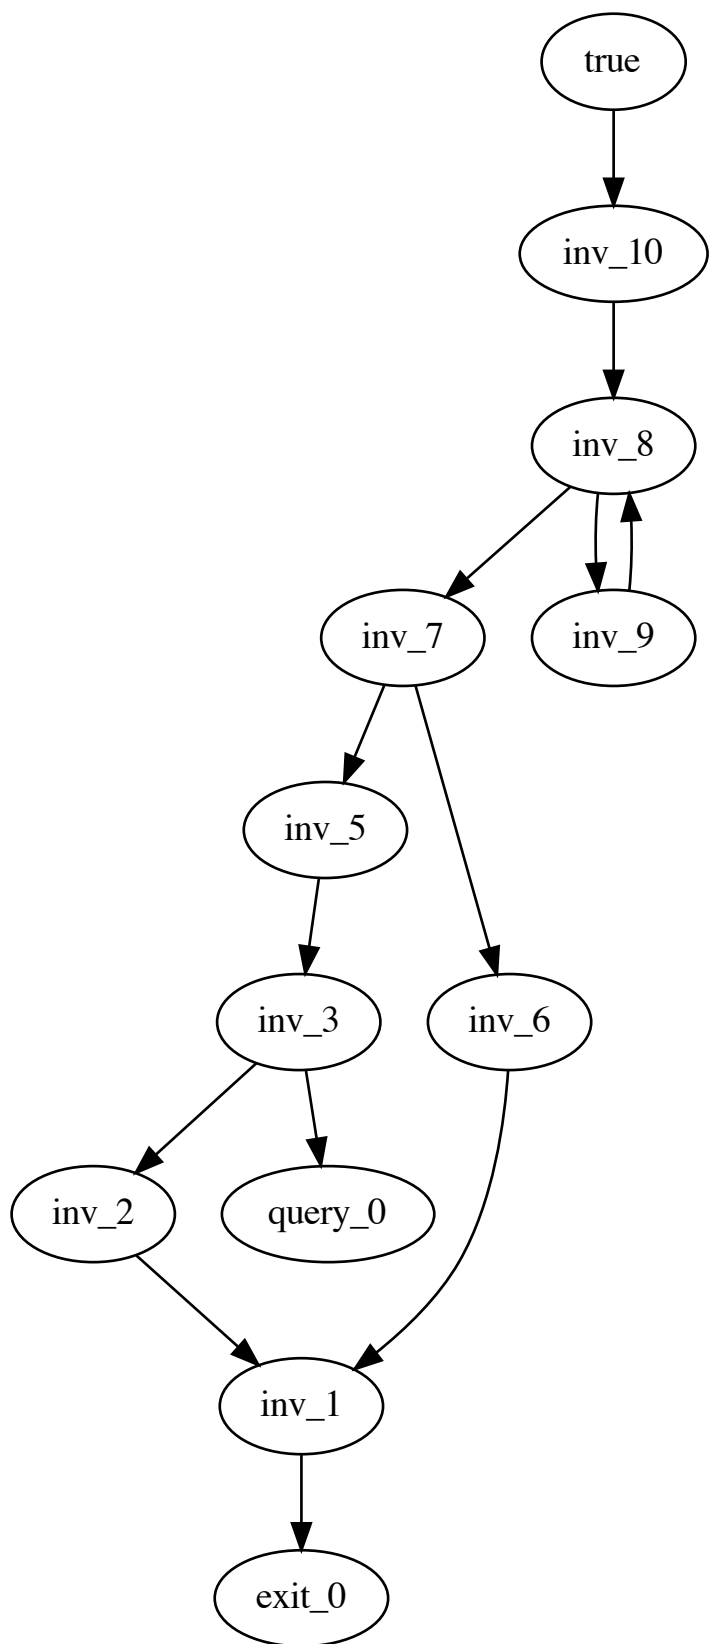 true
inv_10
inv_8
inv_7
inv_9
inv_5
inv_3
inv_6
inv_2
query_0
inv_1
exit_0